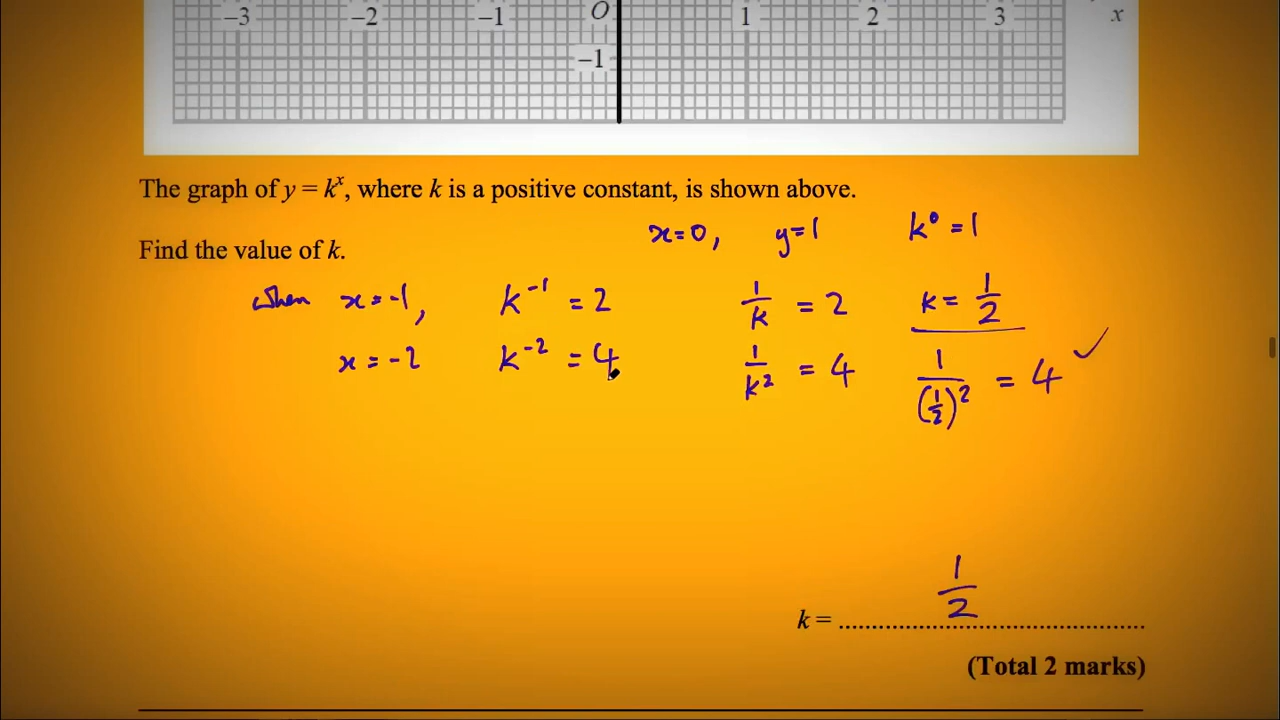 –3 –2 –1 O 1 2 3 x
–1
The graph of y = kˣ, where k is a positive constant, is shown above.
x=0, y=1 k⁰ =1
Find the value of k.
when x=-1, k⁻¹ = 2 1/k = 2 k= 1/2
x=-2 k⁻² = 4 1/k² = 4 1/(1/2)² = 4 ✓
k = ............................................. 1/2
(Total 2 marks)